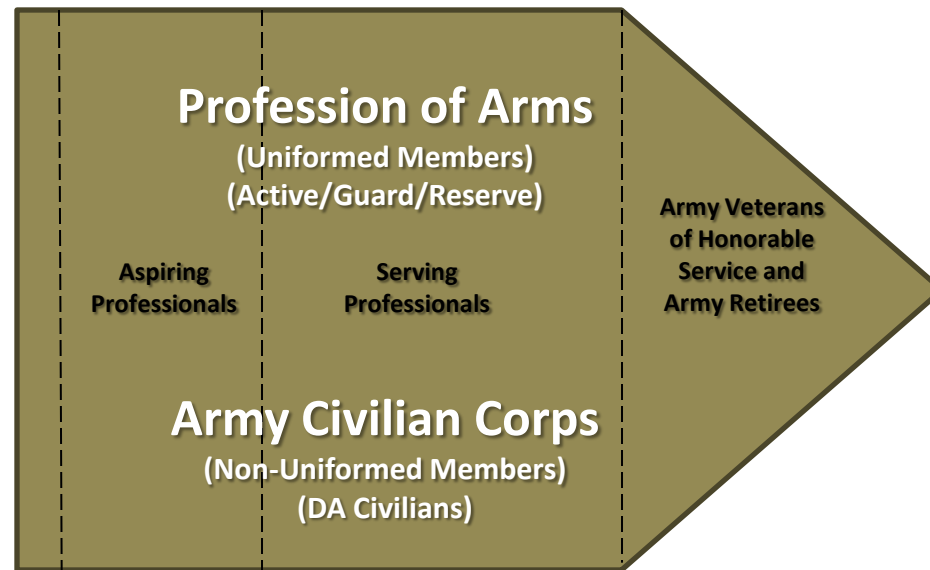 Profession of Arms
(Uniformed Members)
(Active/Guard/Reserve)
Aspiring
Professionals
Serving
Professionals
Army Veterans
of Honorable
Service and
Army Retirees
Army Civilian Corps
(Non-Uniformed Members)
(DA Civilians)